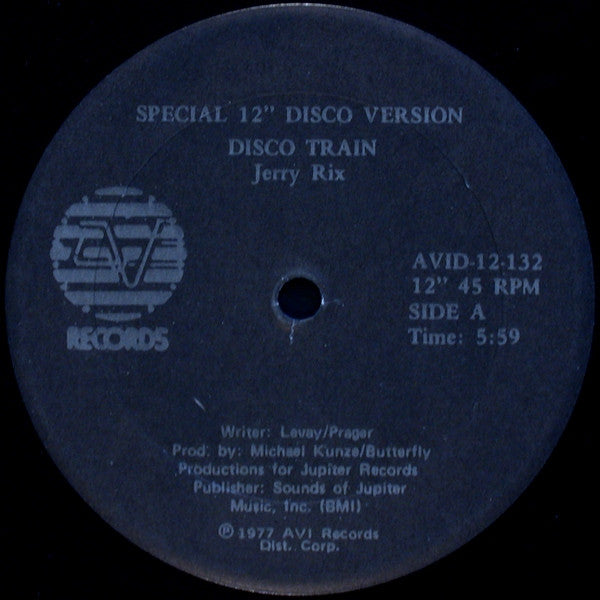 SPECIAL 12" DISCO VERSION
DISCO TRAIN
Jerry Rix
AVI
RECORDS
AVID-12-132
12" 45 RPM
SIDE A
Time: 5:59
Writer: Levay/Prager
Prod. by: Michael Kunze/Butterfly
Productions for Jupiter Records
Publisher: Sounds of Jupiter
Music, Inc. (BMI)
℗ 1977 AVI Records
Dist. Corp.